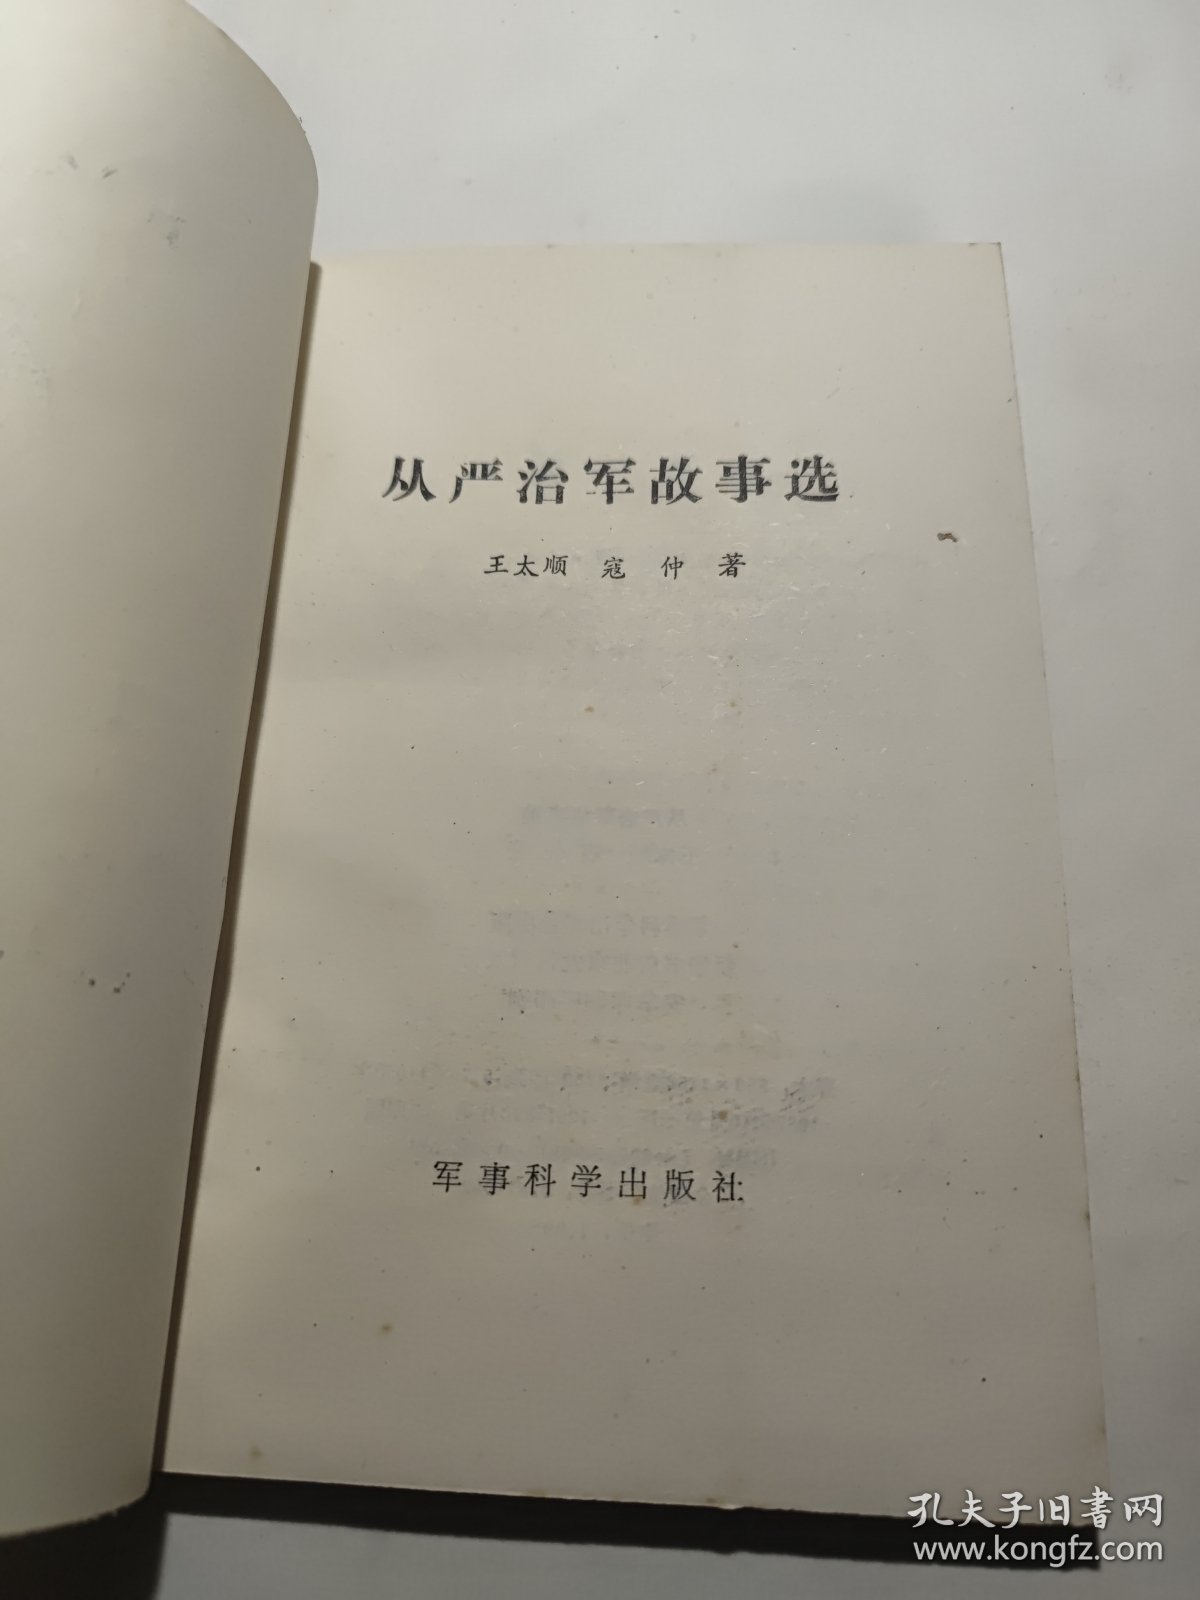 从严治军故事选
王太顺 寇 仲 著
军事科学出版社
孔夫子旧书网
www.kongfz.com